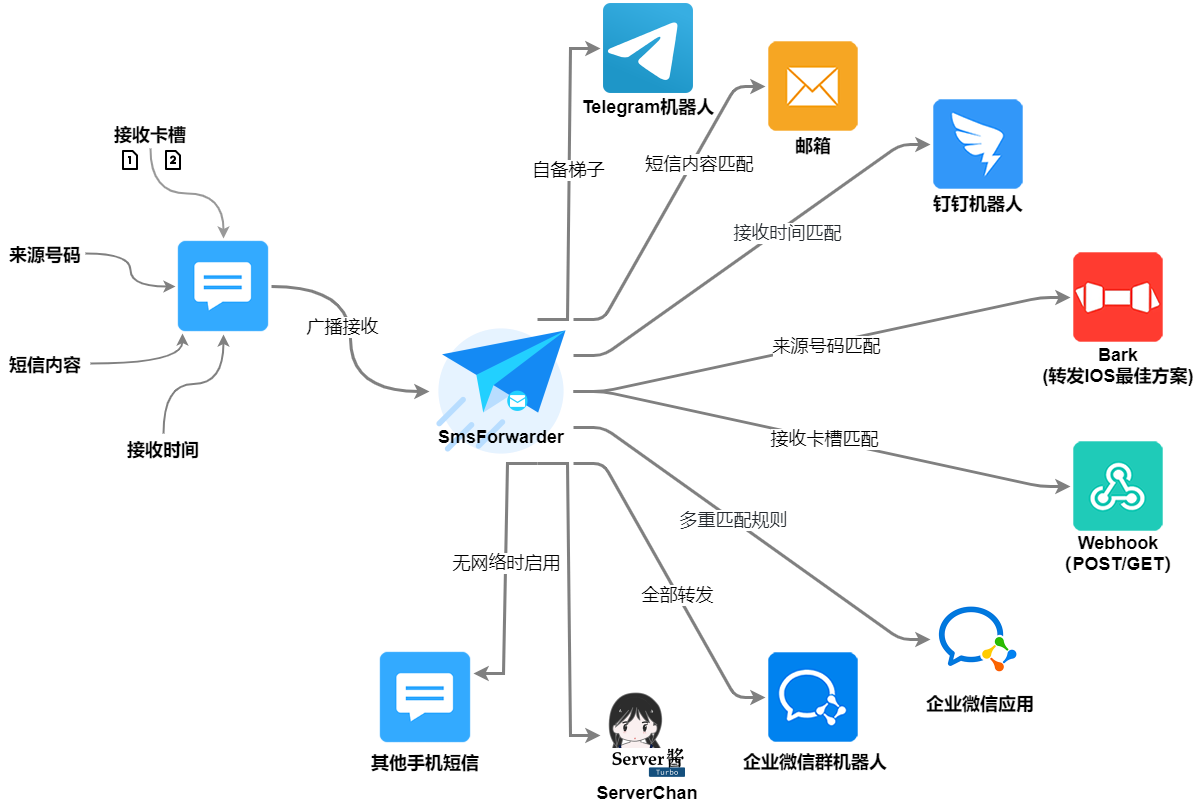 Telegram机器人
邮箱
钉钉机器人
接收卡槽
1
2
自备梯子
短信内容匹配
接收时间匹配
来源号码
广播接收
来源号码匹配
Bark
(转发IOS最佳方案)
短信内容
接收时间
SmsForwarder
接收卡槽匹配
Webhook
(POST/GET)
多重匹配规则
无网络时启用
全部转发
企业微信应用
其他手机短信
Server酱
Turbo
ServerChan
企业微信群机器人